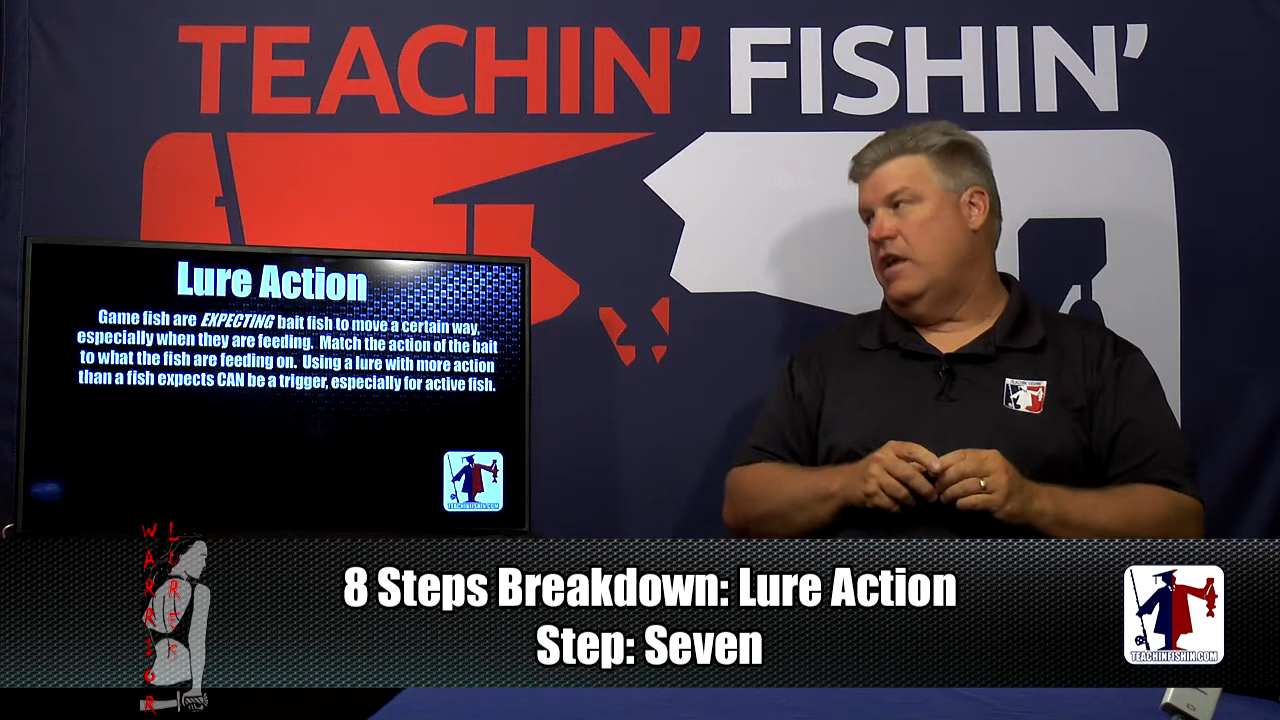 TEACHIN' FISHIN'
Lure Action
Game fish are EXPECTING bait fish to move a certain way,
especially when they are feeding. Match the action of the bait
to what the fish are feeding on. Using a lure with more action
than a fish expects CAN be a trigger, especially for active fish.
TEACHINFISHIN.COM
TEACHIN'
WARRIOR
LURES
8 Steps Breakdown: Lure Action
Step: Seven
TEACHINFISHIN.COM